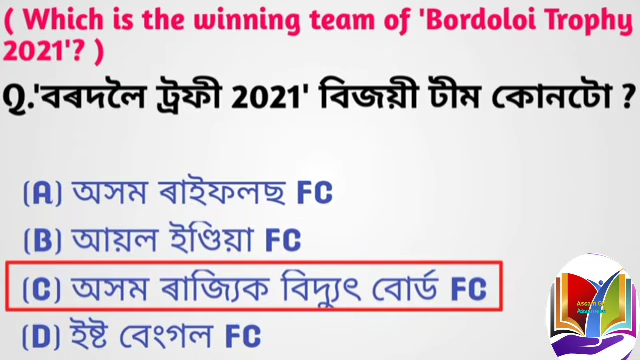 ( Which is the winning team of 'Bordoloi Trophy
2021'? )
Q.'বৰদলৈ ট্ৰফী 2021' বিজয়ী টীম কোনটো ?
(A) অসম ৰাইফলছ FC
(B) আয়ল ইণ্ডিয়া FC
(C) অসম ৰাজ্যিক বিদ্যুৎ বোৰ্ড FC
(D) ইষ্ট বেংগল FC